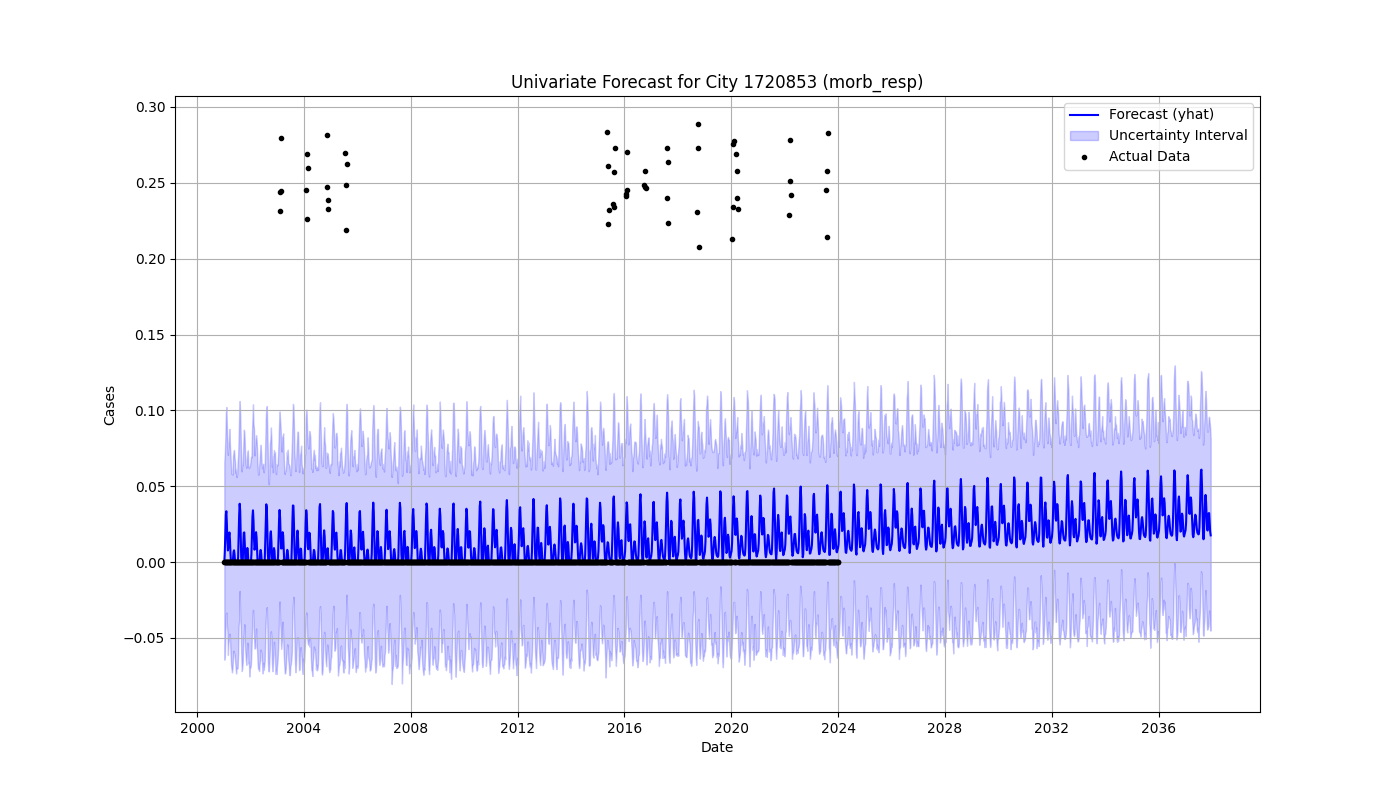 Univariate Forecast for City 1720853 (morb_resp)
Forecast (yhat)
Uncertainty Interval
Actual Data
Cases
0.30
0.25
0.20
0.15
0.10
0.05
0.00
−0.05
2000 2004 2008 2012 2016 2020 2024 2028 2032 2036
Date